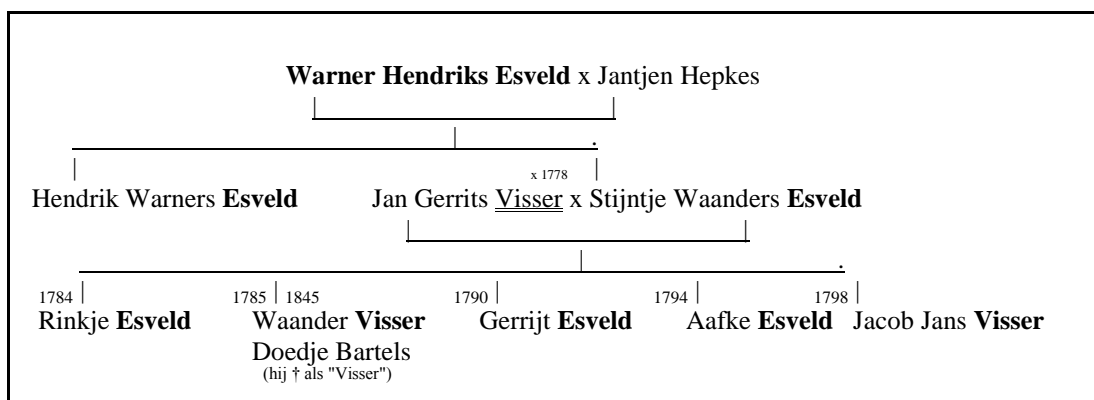 Warner Hendriks Esveld x Jantjen Hepkes
x 1778
Hendrik Warners Esveld Jan Gerrits Visser x Stijntje Waanders Esveld
1784 1785 1845 1790 1794 1798
Rinkje Esveld Waander Visser Gerrijt Esveld Aafke Esveld Jacob Jans Visser
Doedje Bartels
(hij † als "Visser")